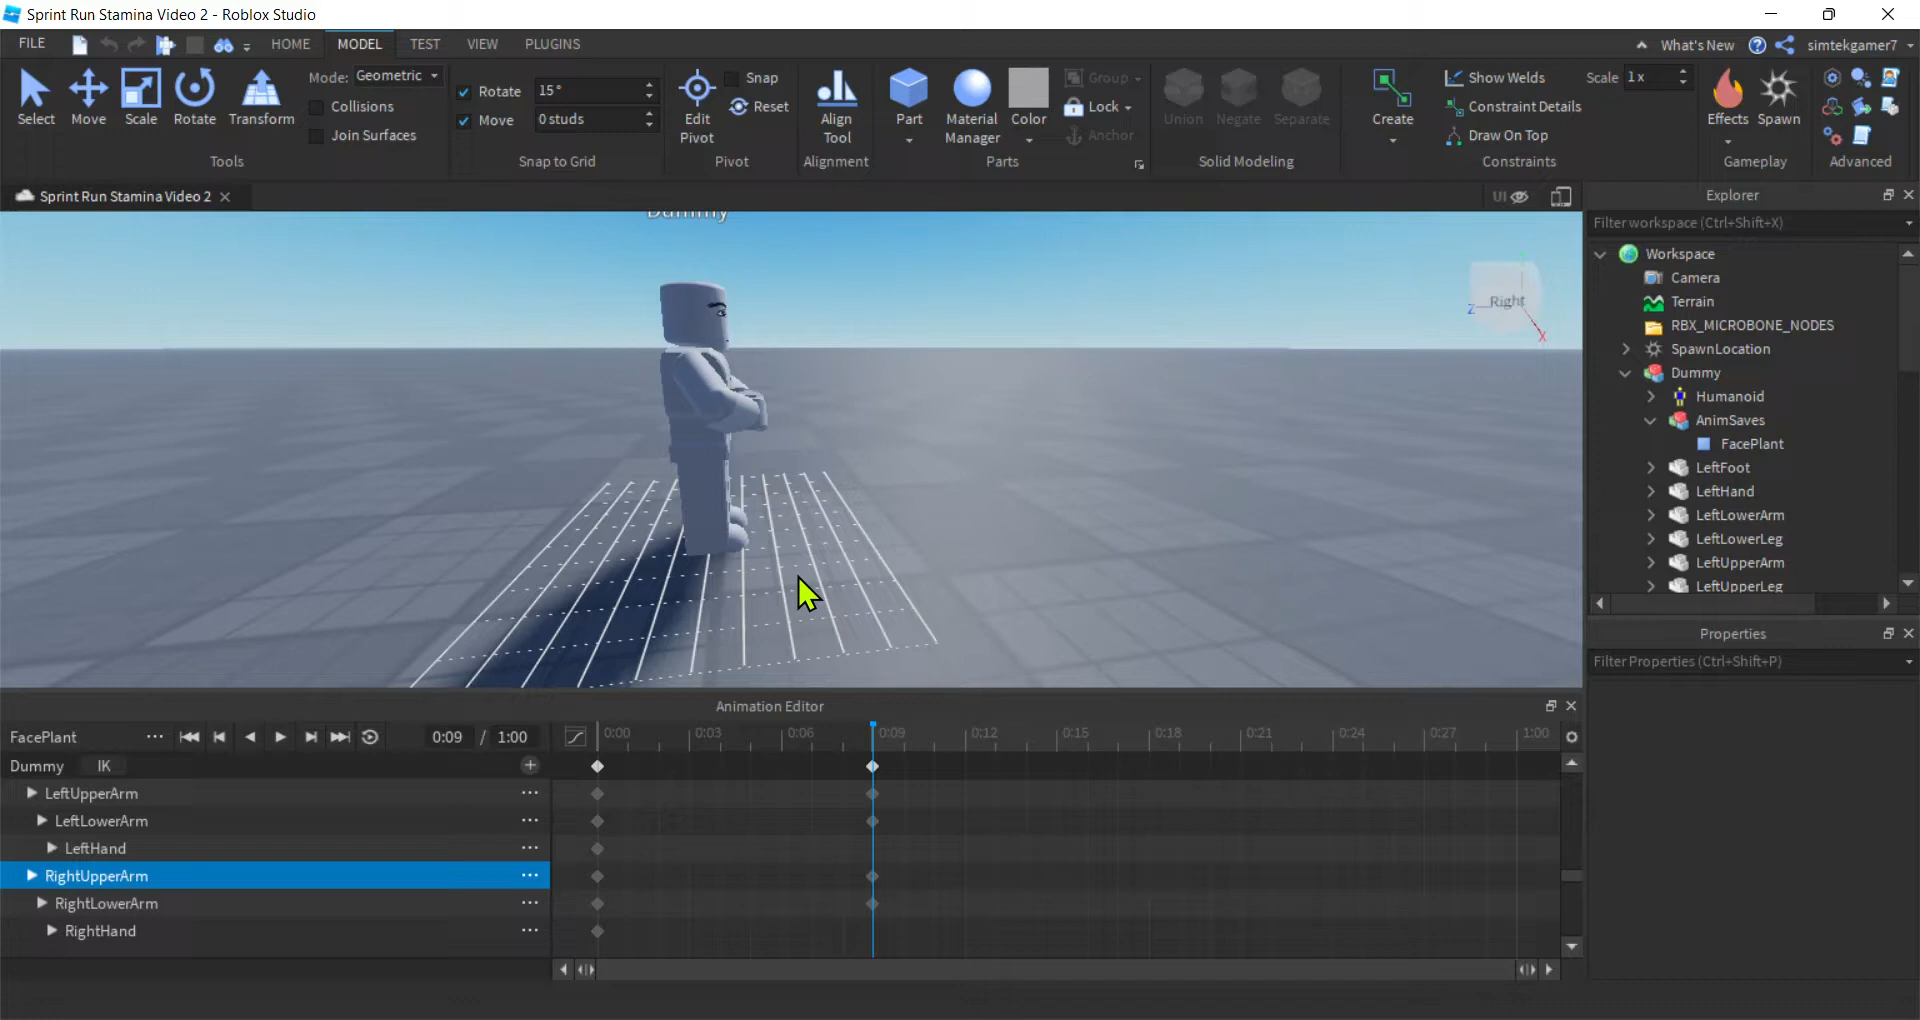 Sprint Run Stamina Video 2 - Roblox Studio
FILE HOME MODEL TEST VIEW PLUGINS What's New simtekgamer7
Select Move Scale Rotate Transform
Mode: Geometric
Collisions
Join Surfaces
Tools
Rotate 15°
Move 0 studs
Snap to Grid
Edit Pivot
Snap
Reset
Pivot
Align Tool
Alignment
Part
Material Manager
Color
Group
Lock
Anchor
Parts
Union Negate Separate
Solid Modeling
Create
Show Welds
Constraint Details
Draw On Top
Scale 1x
Constraints
Effects Spawn
Gameplay
Advanced
Sprint Run Stamina Video 2
UI
Dummy
Right
Z
X
Explorer
Filter workspace (Ctrl+Shift+X)
Workspace
Camera
Terrain
RBX_MICROBONE_NODES
SpawnLocation
Dummy
Humanoid
AnimSaves
FacePlant
LeftFoot
LeftHand
LeftLowerArm
LeftLowerLeg
LeftUpperArm
LeftUpperLeg
Properties
Filter Properties (Ctrl+Shift+P)
Animation Editor
FacePlant 0:09 / 1:00 0:00 0:03 0:06 0:09 0:12 0:15 0:18 0:21 0:24 0:27 1:00
Dummy IK
LeftUpperArm
LeftLowerArm
LeftHand
RightUpperArm
RightLowerArm
RightHand